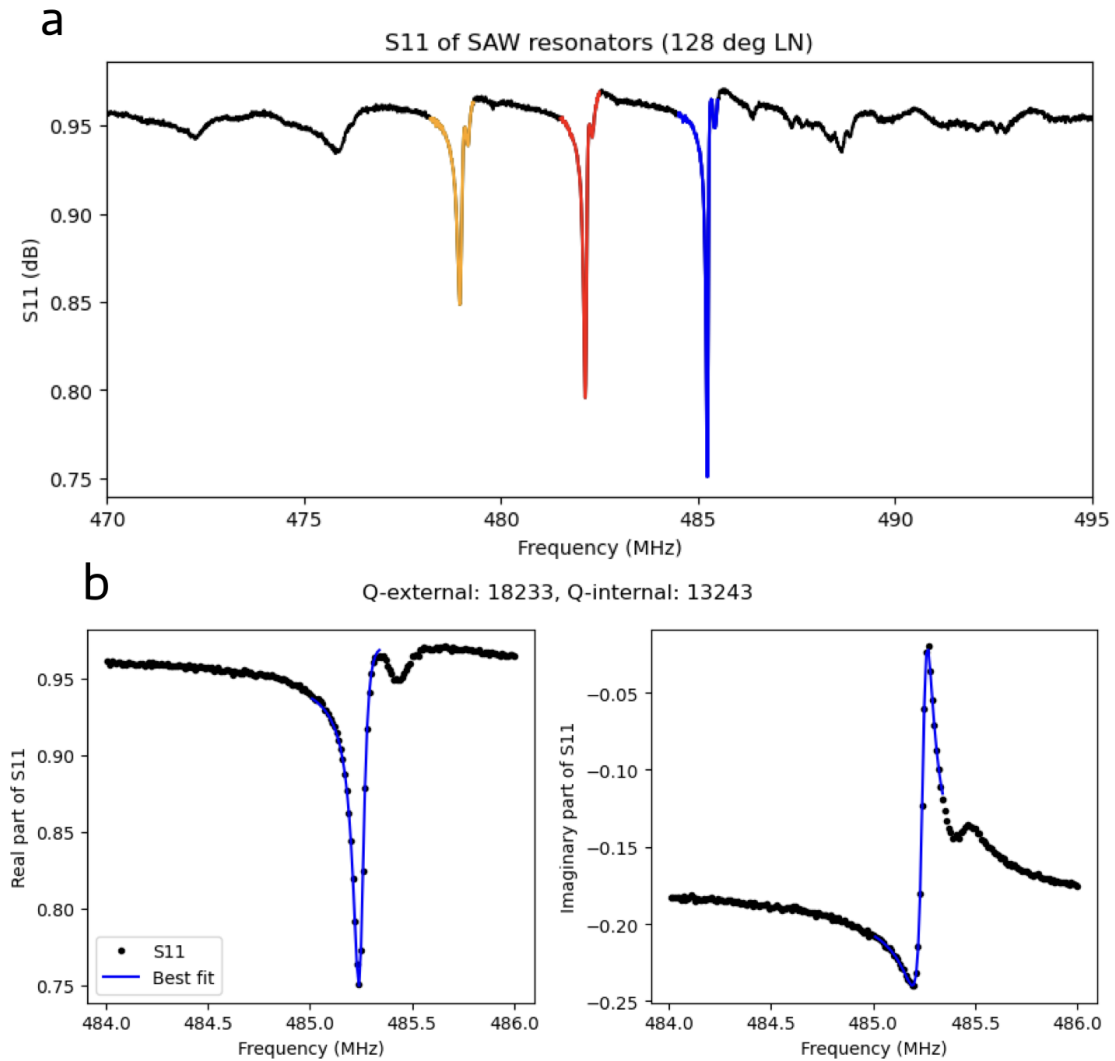 a
S11 of SAW resonators (128 deg LN)
S11 (dB)
0.95
0.90
0.85
0.80
0.75
470 475 480 485 490 495
Frequency (MHz)
b
Q-external: 18233, Q-internal: 13243
Real part of S11
0.95
0.90
0.85
0.80
0.75
S11
Best fit
484.0 484.5 485.0 485.5 486.0
Frequency (MHz)
Imaginary part of S11
−0.05
−0.10
−0.15
−0.20
−0.25
484.0 484.5 485.0 485.5 486.0
Frequency (MHz)